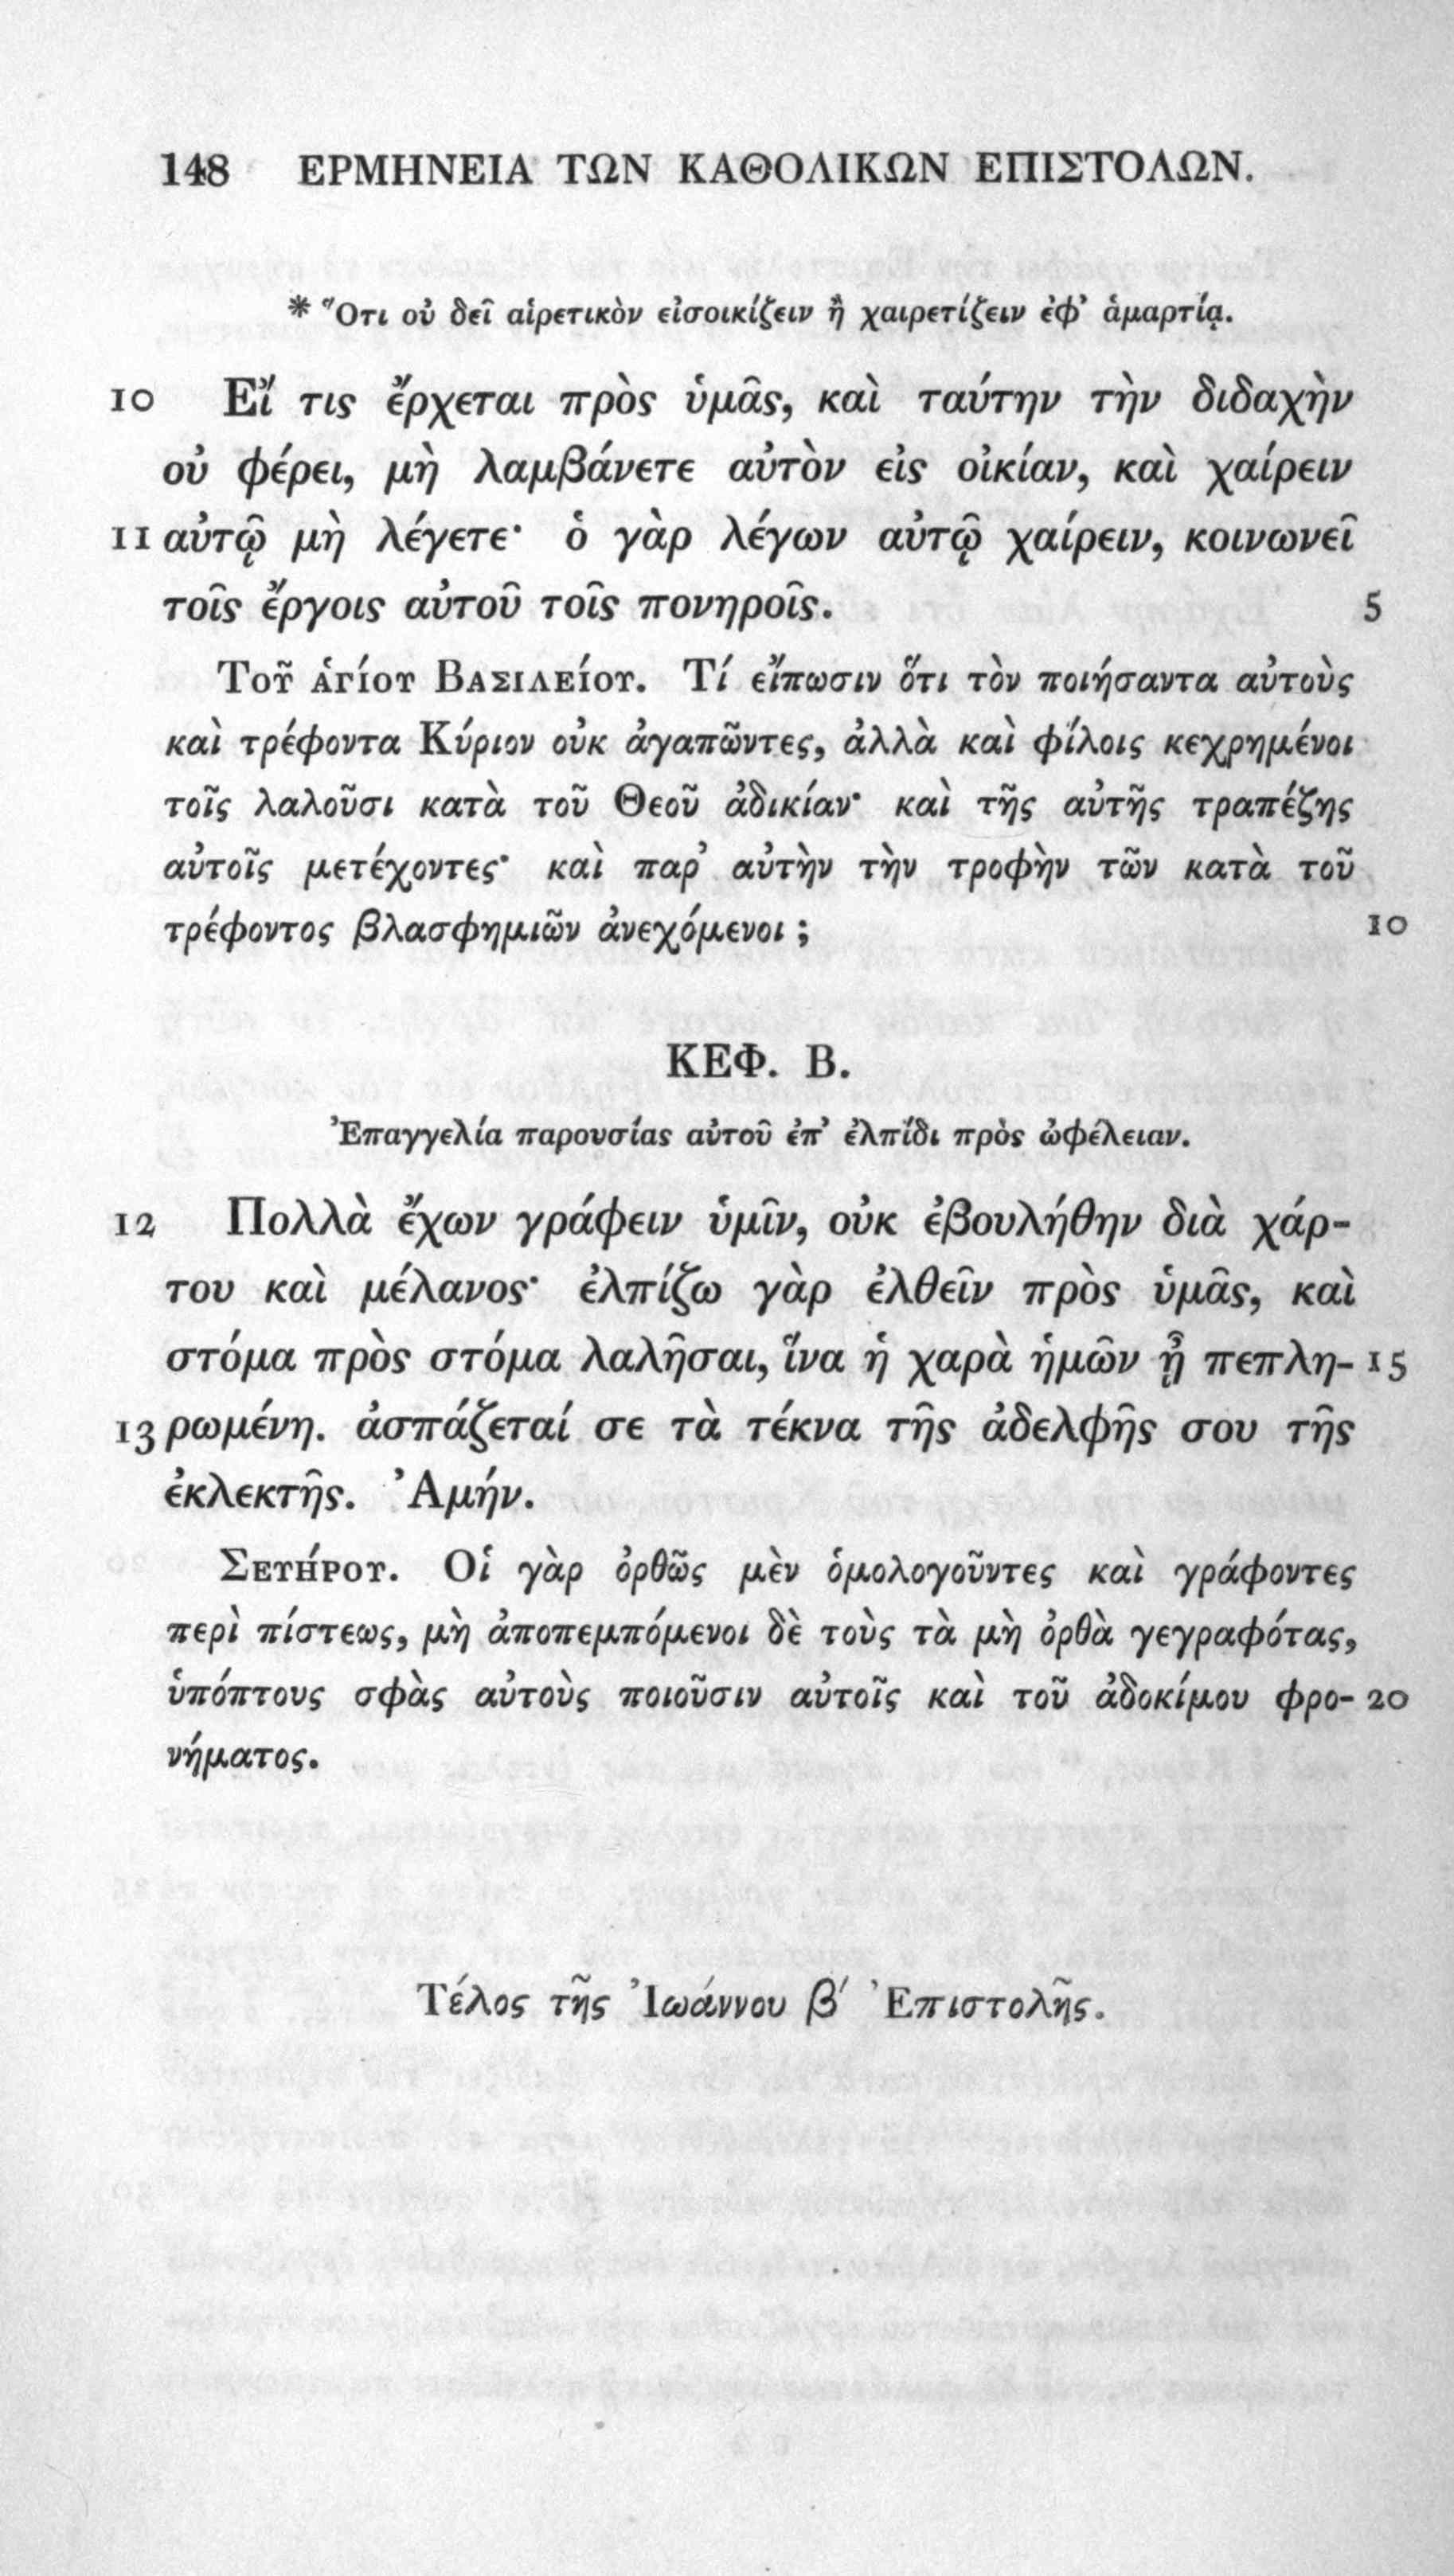 148 ΕΡΜΗΝΕΙΑ ΤΩΝ ΚΑΘΟΛΙΚΩΝ ΕΠΙΣΤΟΛΩΝ.
* Ὅτι οὐ δεῖ αἱρετικὸν εἰσοικίζειν ἢ χαιρετίζειν ἐφ’ ἁμαρτίᾳ.
10 Εἴ τις ἔρχεται πρὸς ὑμᾶς, καὶ ταύτην τὴν διδαχὴν
οὐ φέρει, μὴ λαμβάνετε αὐτὸν εἰς οἰκίαν, καὶ χαίρειν
11 αὐτῷ μὴ λέγετε· ὁ γὰρ λέγων αὐτῷ χαίρειν, κοινωνεῖ
τοῖς ἔργοις αὐτοῦ τοῖς πονηροῖς. 5
Τοῦ ἁγίου Βασιλείου. Τί εἴπωσιν ὅτι τὸν ποιήσαντα αὐτοὺς
καὶ τρέφοντα Κύριον οὐκ ἀγαπῶντες, ἀλλὰ καὶ φίλοις κεχρημένοι
τοῖς λαλοῦσι κατὰ τοῦ Θεοῦ ἀδικίαν· καὶ τῆς αὐτῆς τραπέζης
αὐτοῖς μετέχοντες· καὶ παρ’ αὐτὴν τὴν τροφὴν τῶν κατὰ τοῦ
τρέφοντος βλασφημιῶν ἀνεχόμενοι ; 10
ΚΕΦ. Β.
Ἐπαγγελία παρουσίας αὐτοῦ ἐπ’ ἐλπίδι πρὸς ὠφέλειαν.
12 Πολλὰ ἔχων γράφειν ὑμῖν, οὐκ ἐβουλήθην διὰ χάρ-
του καὶ μέλανος· ἐλπίζω γὰρ ἐλθεῖν πρὸς ὑμᾶς, καὶ
στόμα πρὸς στόμα λαλῆσαι, ἵνα ἡ χαρὰ ἡμῶν ᾖ πεπλη- 15
13 ρωμένη. ἀσπάζεταί σε τὰ τέκνα τῆς ἀδελφῆς σου τῆς
ἐκλεκτῆς. Ἀμήν.
Σευήρου. Οἱ γὰρ ὀρθῶς μὲν ὁμολογοῦντες καὶ γράφοντες
περὶ πίστεως, μὴ ἀποπεμπόμενοι δὲ τοὺς τὰ μὴ ὀρθὰ γεγραφότας,
ὑπόπτους σφὰς αὐτοὺς ποιοῦσιν αὐτοῖς καὶ τοῦ ἀδοκίμου φρο- 20
νήματος.
Τέλος τῆς Ἰωάννου β′ Ἐπιστολῆς.